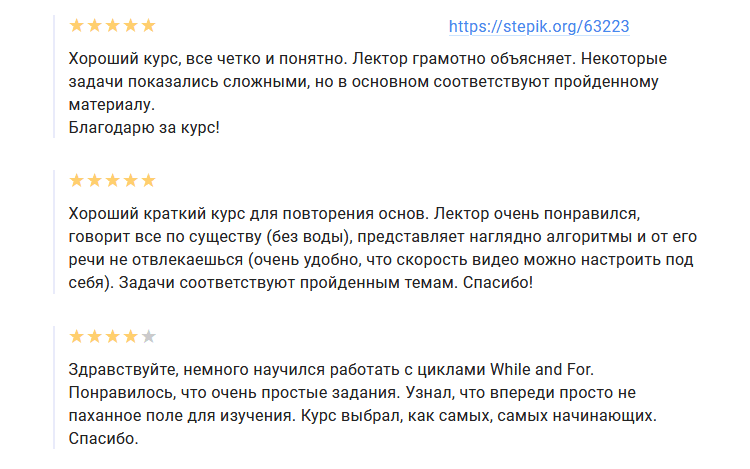 https://stepik.org/63223
Хороший курс, все четко и понятно. Лектор грамотно объясняет. Некоторые
задачи показались сложными, но в основном соответствуют пройденному
материалу.
Благодарю за курс!
Хороший краткий курс для повторения основ. Лектор очень понравился,
говорит все по существу (без воды), представляет наглядно алгоритмы и от его
речи не отвлекаешься (очень удобно, что скорость видео можно настроить под
себя). Задачи соответствуют пройденным темам. Спасибо!
Здравствуйте, немного научился работать с циклами While and For.
Понравилось, что очень простые задания. Узнал, что впереди просто не
паханное поле для изучения. Курс выбрал, как самых, самых начинающих.
Спасибо.